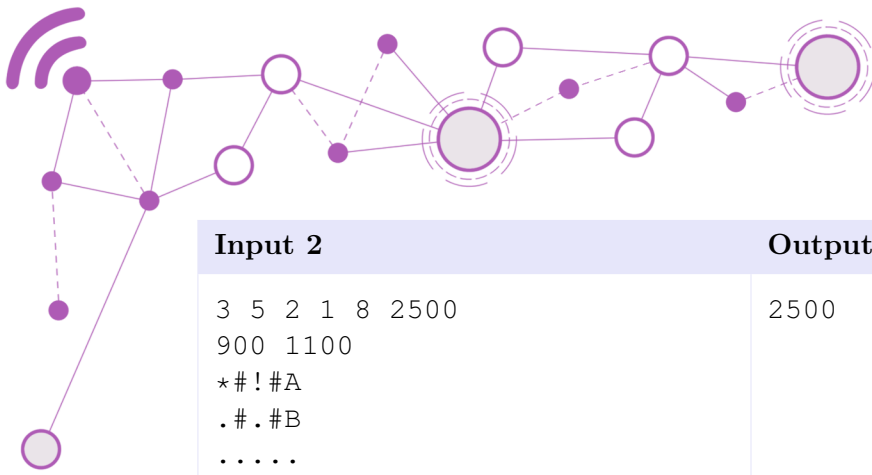 Input 2 Output
3 5 2 1 8 2500 2500
900 1100
*#!#A
.#.#B
.....